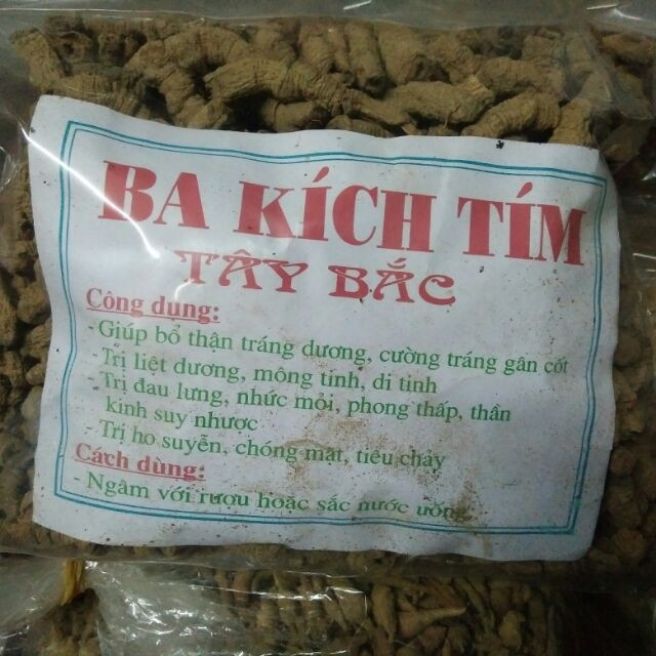 BA KÍCH TÍM
TÂY BẮC
Công dụng:
- Giúp bổ thận tráng dương, cường tráng gân cốt
- Trị liệt dương, mông tinh, di tinh
- Trị đau lưng, nhức mỏi, phong thấp, thần
kinh suy nhược
- Trị ho suyễn, chóng mặt, tiêu chảy
Cách dùng:
- Ngâm với rượu hoặc sắc nước uống